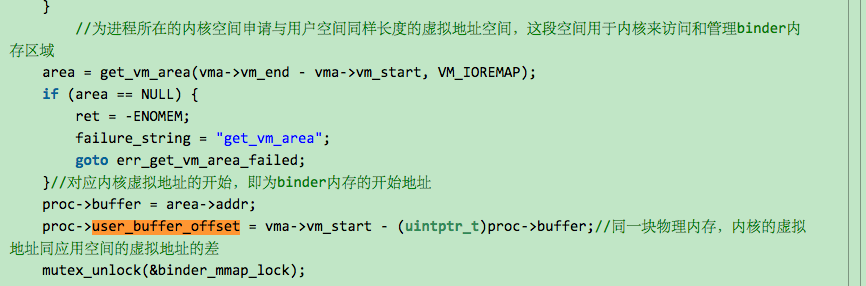 }
//为进程所在的内核空间申请与用户空间同样长度的虚拟地址空间，这段空间用于内核来访问和管理binder内
存区域
area = get_vm_area(vma->vm_end - vma->vm_start, VM_IOREMAP);
if (area == NULL) {
ret = -ENOMEM;
failure_string = "get_vm_area";
goto err_get_vm_area_failed;
}//对应内核虚拟地址的开始，即为binder内存的开始地址
proc->buffer = area->addr;
proc->user_buffer_offset = vma->vm_start - (uintptr_t)proc->buffer;//同一块物理内存，内核的虚拟
地址同应用空间的虚拟地址的差
mutex_unlock(&binder_mmap_lock);